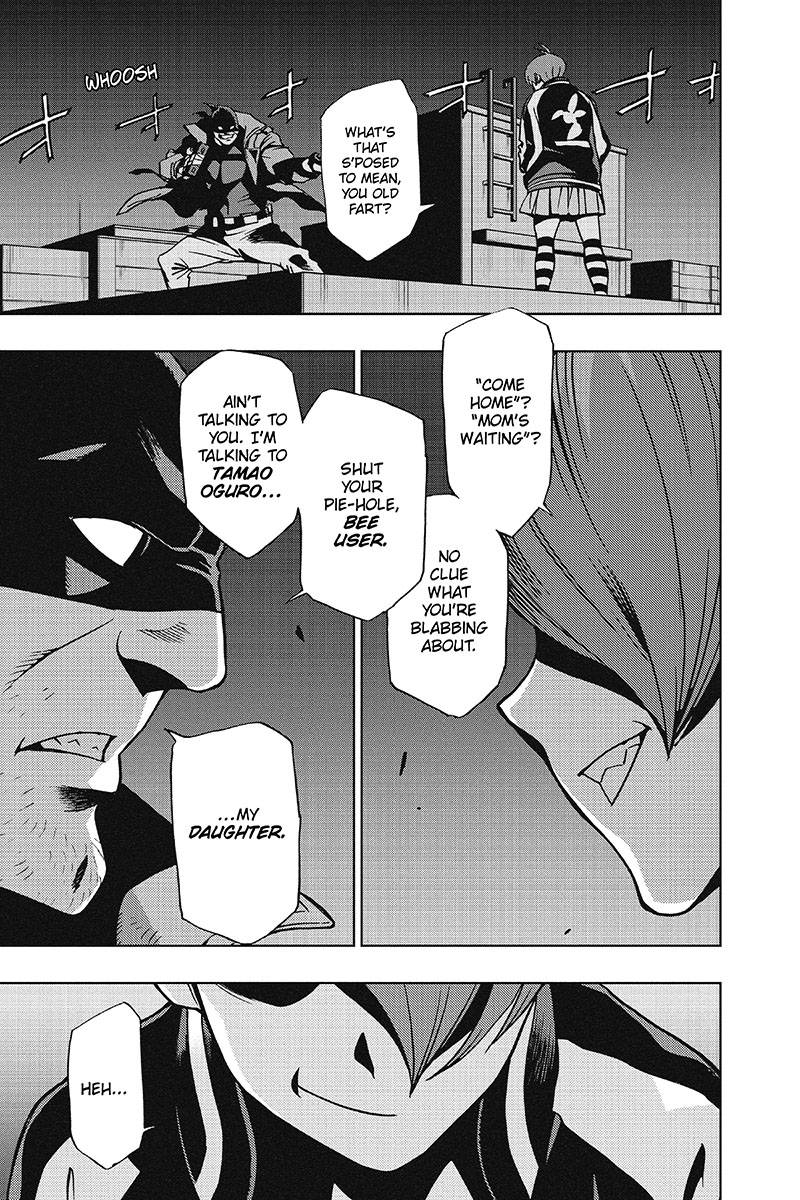 WHOOSH
WHAT'S
THAT
S'POSED
TO MEAN,
YOU OLD
FART?
"COME
HOME"?
"MOM'S
WAITING"?
NO
CLUE WHAT
YOU'RE
BLABBING
ABOUT.
SHUT
YOUR
PIE-HOLE,
BEE
USER.
AIN'T
TALKING TO
YOU. I'M
TALKING TO
TAMAO
OGURO...
...MY
DAUGHTER.
HEH...